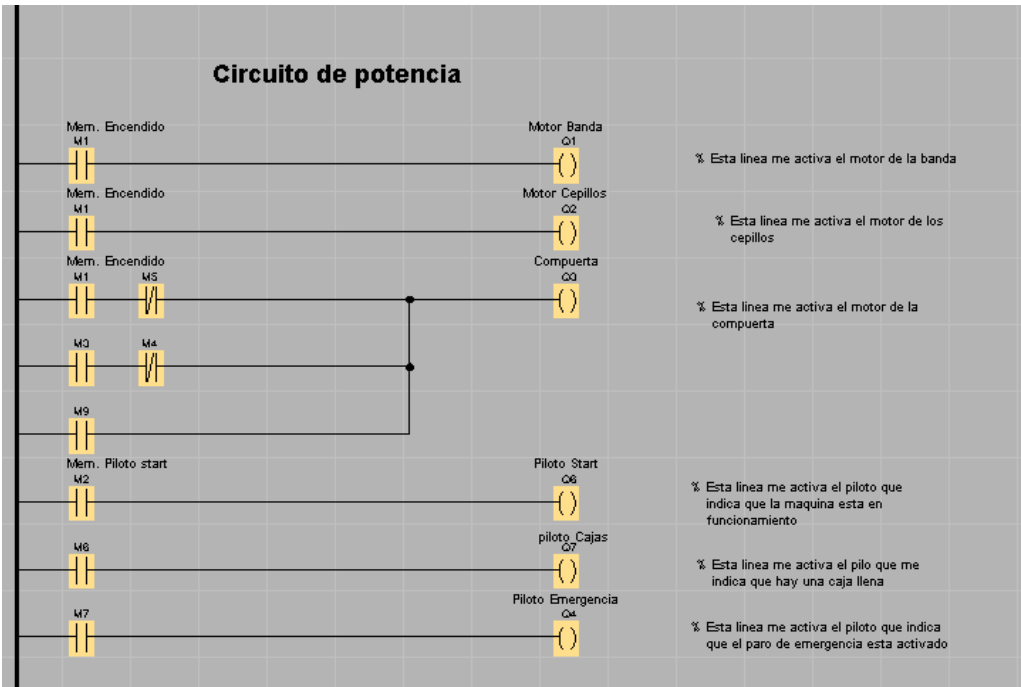 Circuito de potencia
Mem. Encendido
M1
Motor Banda
Q1
% Esta linea me activa el motor de la banda
Mem. Encendido
M1
Motor Cepillos
Q2
% Esta linea me activa el motor de los
cepillos
Mem. Encendido
M1
M5
Compuerta
Q3
% Esta linea me activa el motor de la
compuerta
M3
M4
M9
Mem. Piloto start
M2
Piloto Start
Q6
% Esta linea me activa el piloto que
indica que la maquina esta en
funcionamiento
M6
piloto_Cajas
Q7
% Esta linea me activa el pilo que me
indica que hay una caja llena
M7
Piloto Emergencia
Q4
% Esta linea me activa el piloto que indica
que el paro de emergencia esta activado